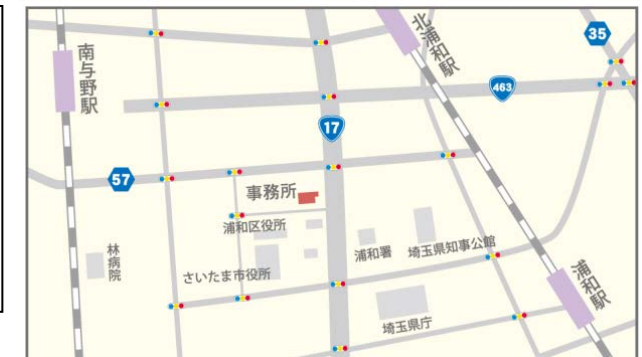 南与野駅
北浦和駅
35
463
17
57
事務所
浦和区役所
林病院
さいたま市役所
浦和署
埼玉県知事公館
浦和駅
埼玉県庁